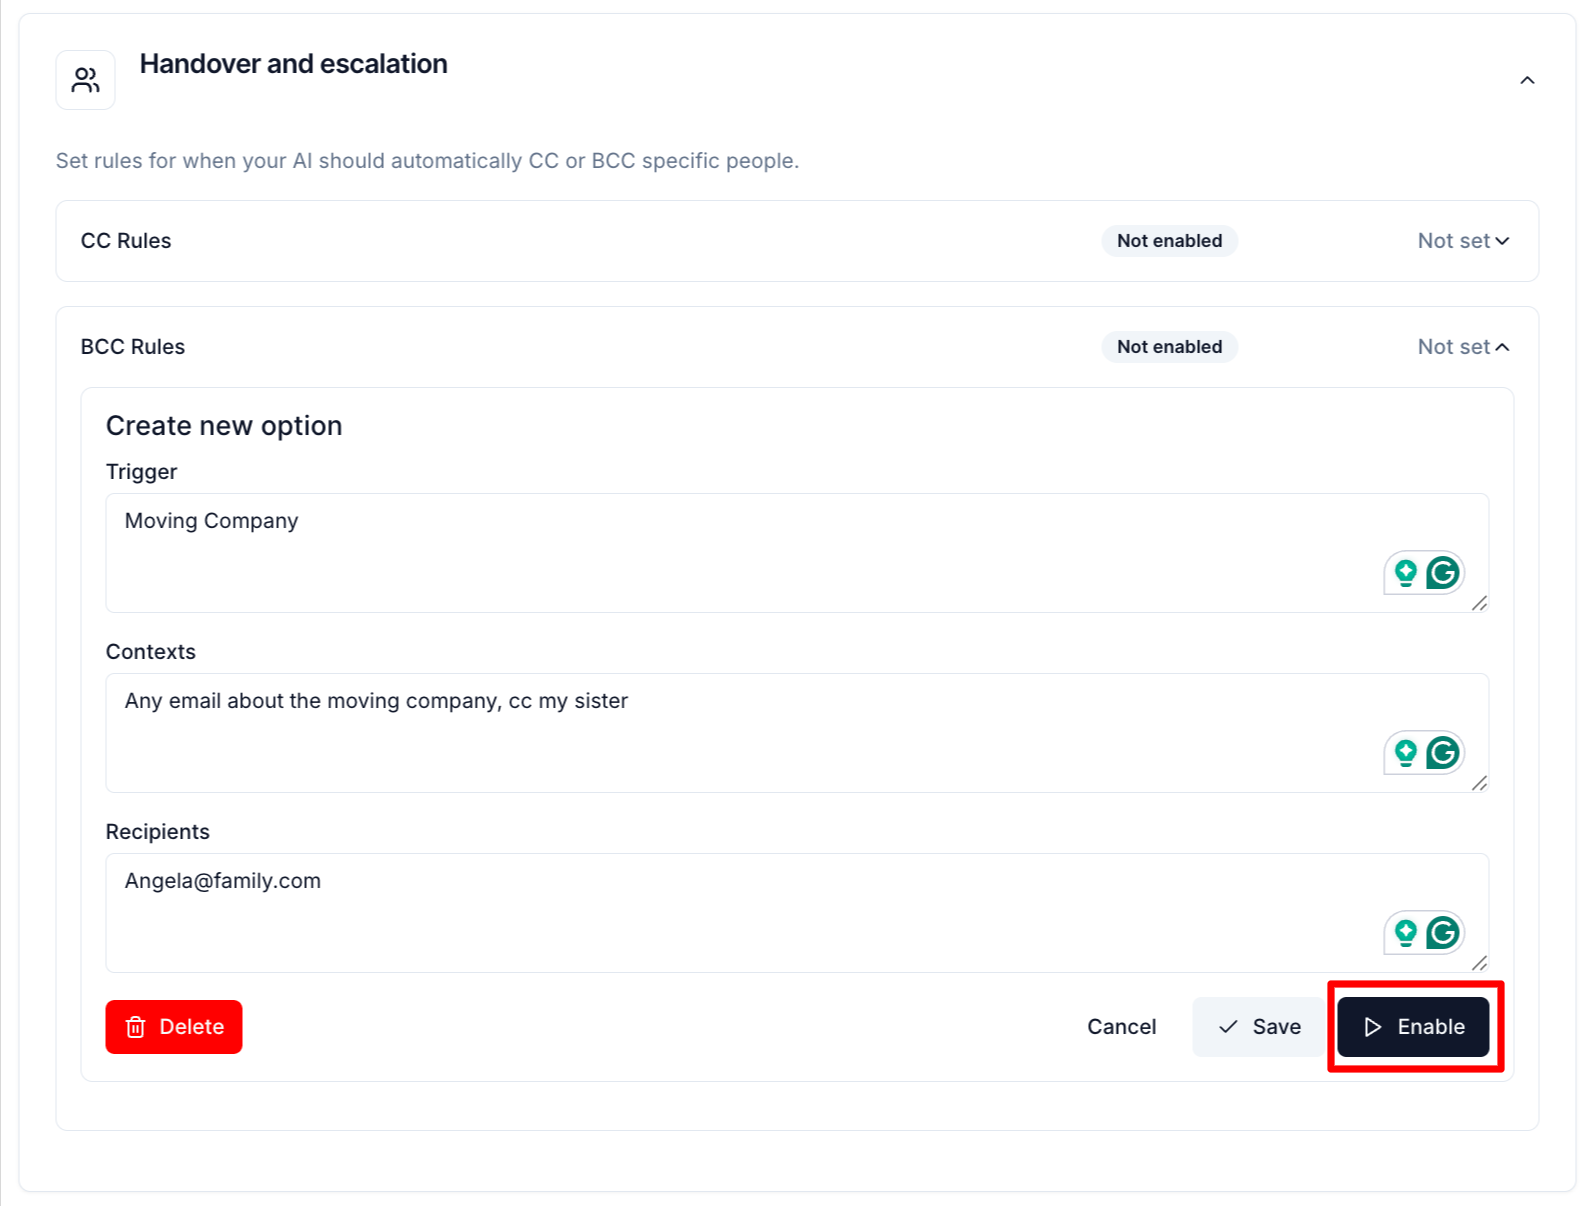 Handover and escalation
Set rules for when your AI should automatically CC or BCC specific people.
CC Rules
Not enabled
Not set
BCC Rules
Not enabled
Not set
Create new option
Trigger
Moving Company
Contexts
Any email about the moving company, cc my sister
Recipients
Angela@family.com
Delete
Cancel
Save
Enable